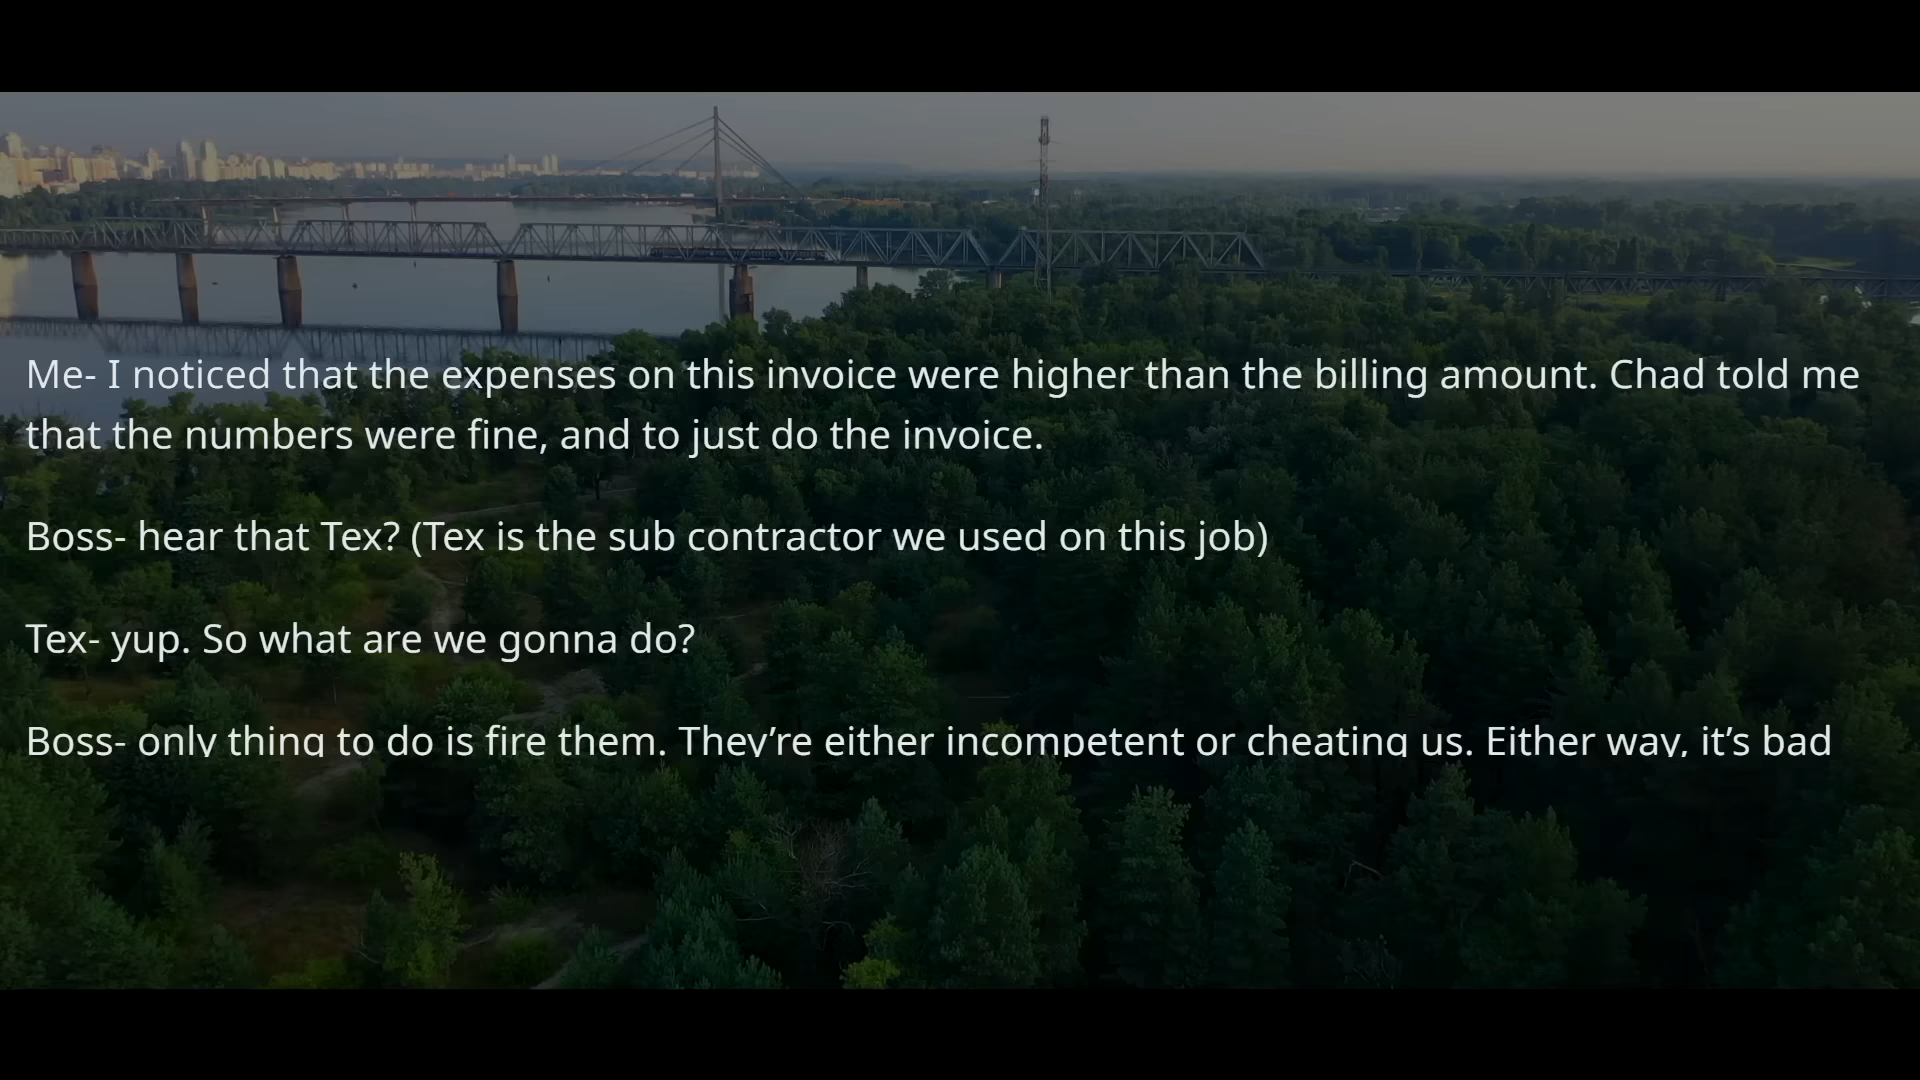 Me- I noticed that the expenses on this invoice were higher than the billing amount. Chad told me
that the numbers were fine, and to just do the invoice.
Boss- hear that Tex? (Tex is the sub contractor we used on this job)
Tex- yup. So what are we gonna do?
Boss- only thing to do is fire them. They’re either incompetent or cheating us. Either way, it’s bad